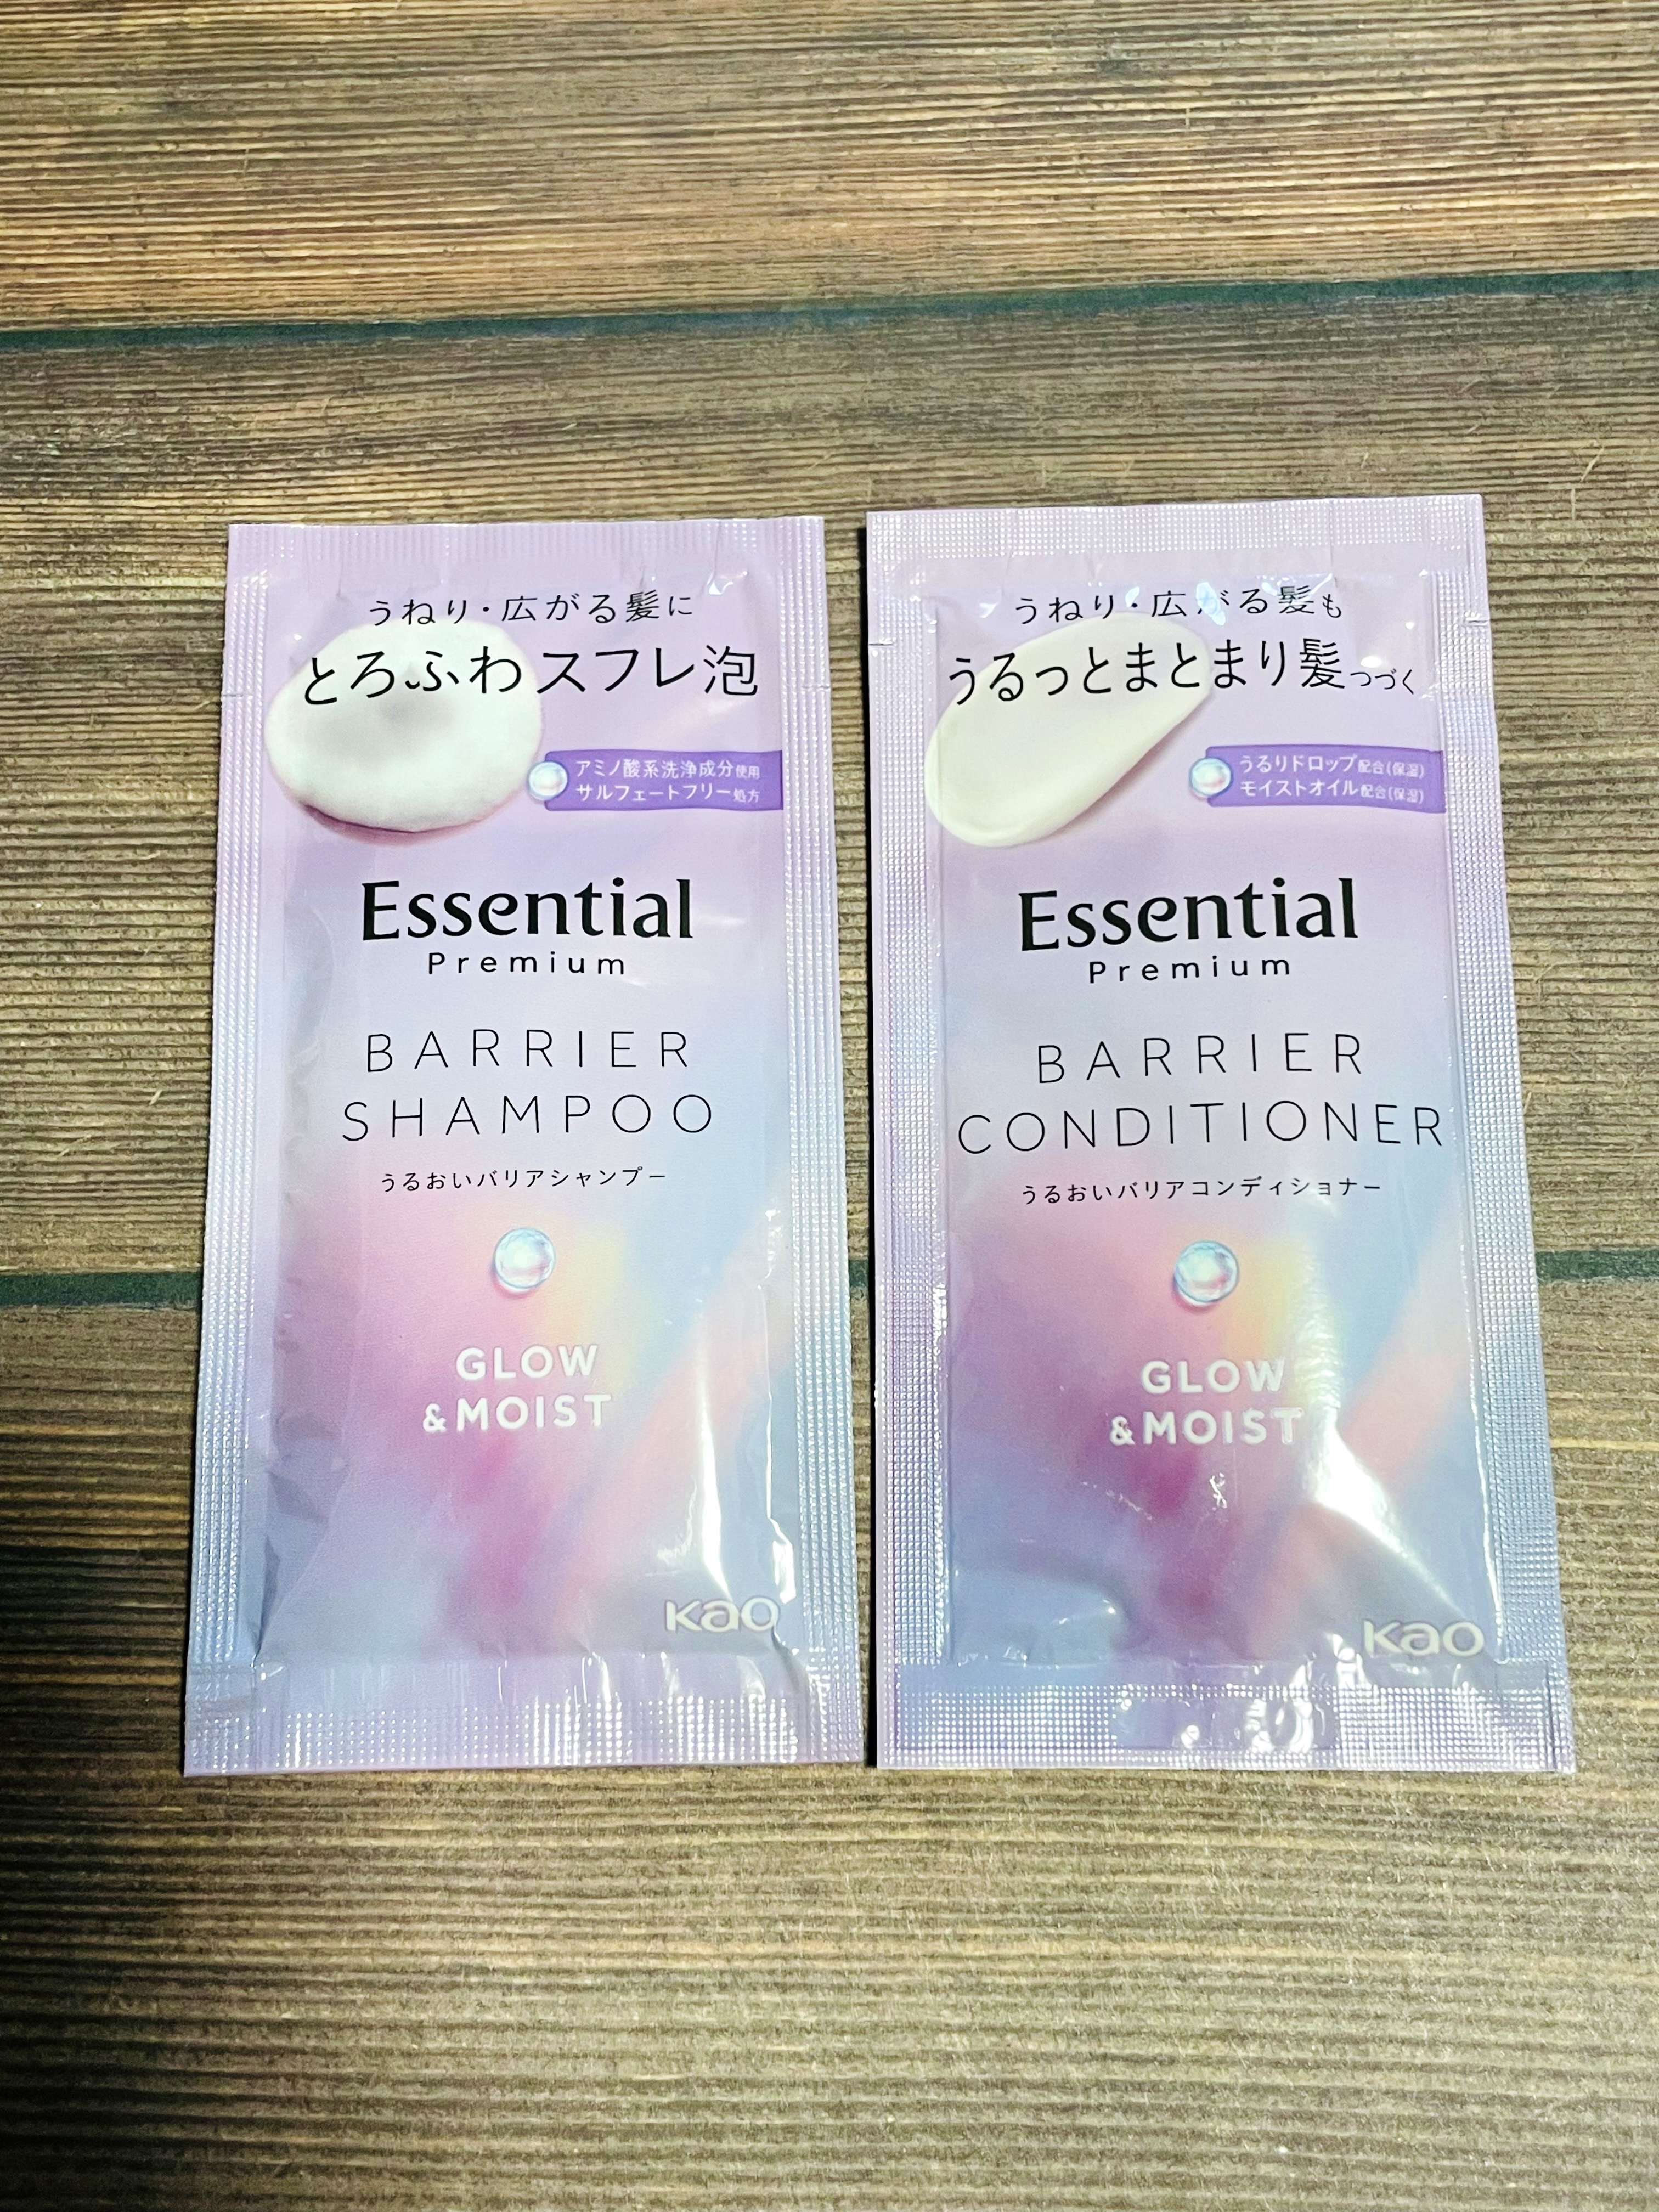 うねり・広がる髪に
とろふわスフレ泡
アミノ酸系洗浄成分使用
サルフェートフリー処方
Essential
Premium
BARRIER
SHAMPOO
うるおいバリアシャンプー
GLOW
&MOIST
Kao
うねり・広がる髪も
うるっとまとまり髪つづく
うるりドロップ配合(保湿)
モイストオイル配合(保湿)
Essential
Premium
BARRIER
CONDITIONER
うるおいバリアコンディショナー
GLOW
&MOIST
Kao